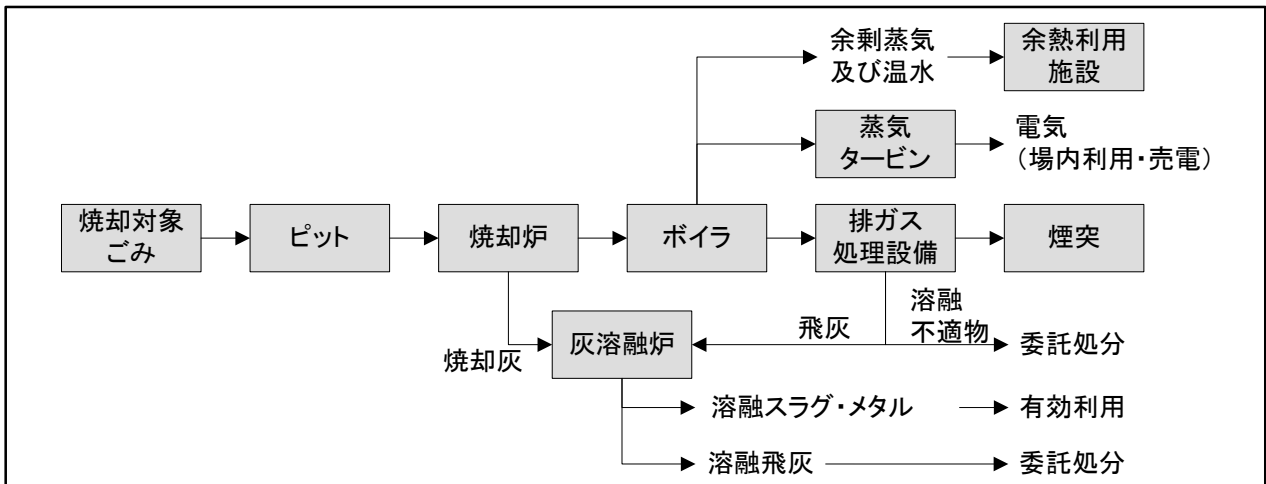 余剰蒸気
及び温水
余熱利用
施設
蒸気
タービン
電気
（場内利用・売電）
焼却対象
ごみ
ピット
焼却炉
ボイラ
排ガス
処理設備
煙突
焼却灰
灰溶融炉
飛灰
溶融
不適物
委託処分
溶融スラグ・メタル
有効利用
溶融飛灰
委託処分